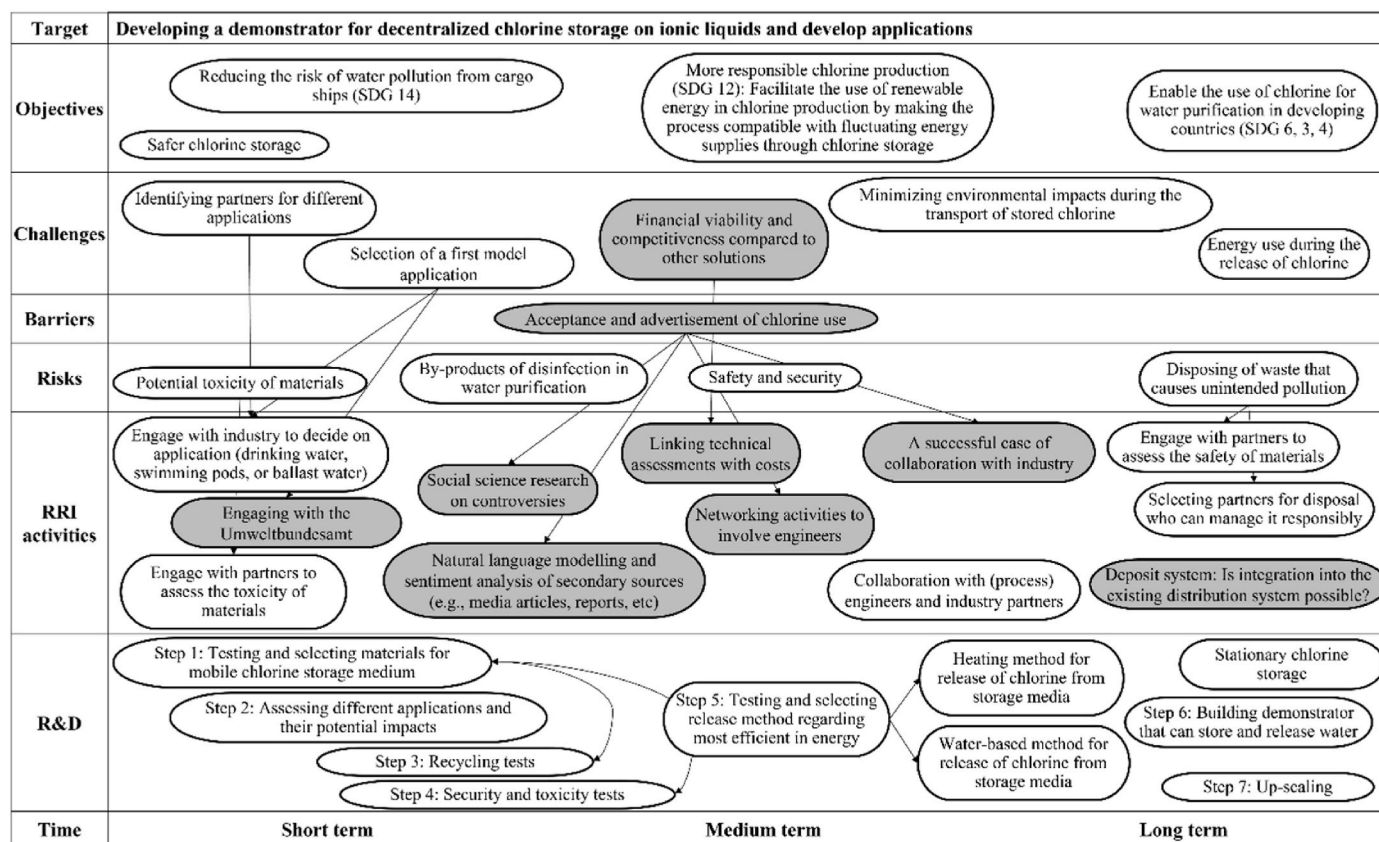 Target
Developing a demonstrator for decentralized chlorine storage on ionic liquids and develop applications
Objectives
Reducing the risk of water pollution from cargo
ships (SDG 14)
Safer chlorine storage
More responsible chlorine production
(SDG 12): Facilitate the use of renewable
energy in chlorine production by making the
process compatible with fluctuating energy
supplies through chlorine storage
Enable the use of chlorine for
water purification in developing
countries (SDG 6, 3, 4)
Challenges
Identifying partners for different
applications
Selection of a first model
application
Financial viability and
competitiveness compared to
other solutions
Minimizing environmental impacts during the
transport of stored chlorine
Energy use during the
release of chlorine
Barriers
Acceptance and advertisement of chlorine use
Risks
Potential toxicity of materials
By-products of disinfection in
water purification
Safety and security
Disposing of waste that
causes unintended pollution
RRI
activities
Engage with industry to decide on
application (drinking water,
swimming pods, or ballast water)
Engaging with the
Umweltbundesamt
Engage with partners to
assess the toxicity of
materials
Social science research
on controversies
Natural language modelling and
sentiment analysis of secondary sources
(e.g., media articles, reports, etc)
Linking technical
assessments with costs
Networking activities to
involve engineers
A successful case of
collaboration with industry
Collaboration with (process)
engineers and industry partners
Engage with partners to
assess the safety of materials
Selecting partners for disposal
who can manage it responsibly
Deposit system: Is integration into the
existing distribution system possible?
R&D
Step 1: Testing and selecting materials for
mobile chlorine storage medium
Step 2: Assessing different applications and
their potential impacts
Step 3: Recycling tests
Step 4: Security and toxicity tests
Step 5: Testing and selecting
release method regarding
most efficient in energy
Heating method for
release of chlorine from
storage media
Water-based method for
release of chlorine from
storage media
Stationary chlorine
storage
Step 6: Building demonstrator
that can store and release water
Step 7: Up-scaling
Time
Short term
Medium term
Long term